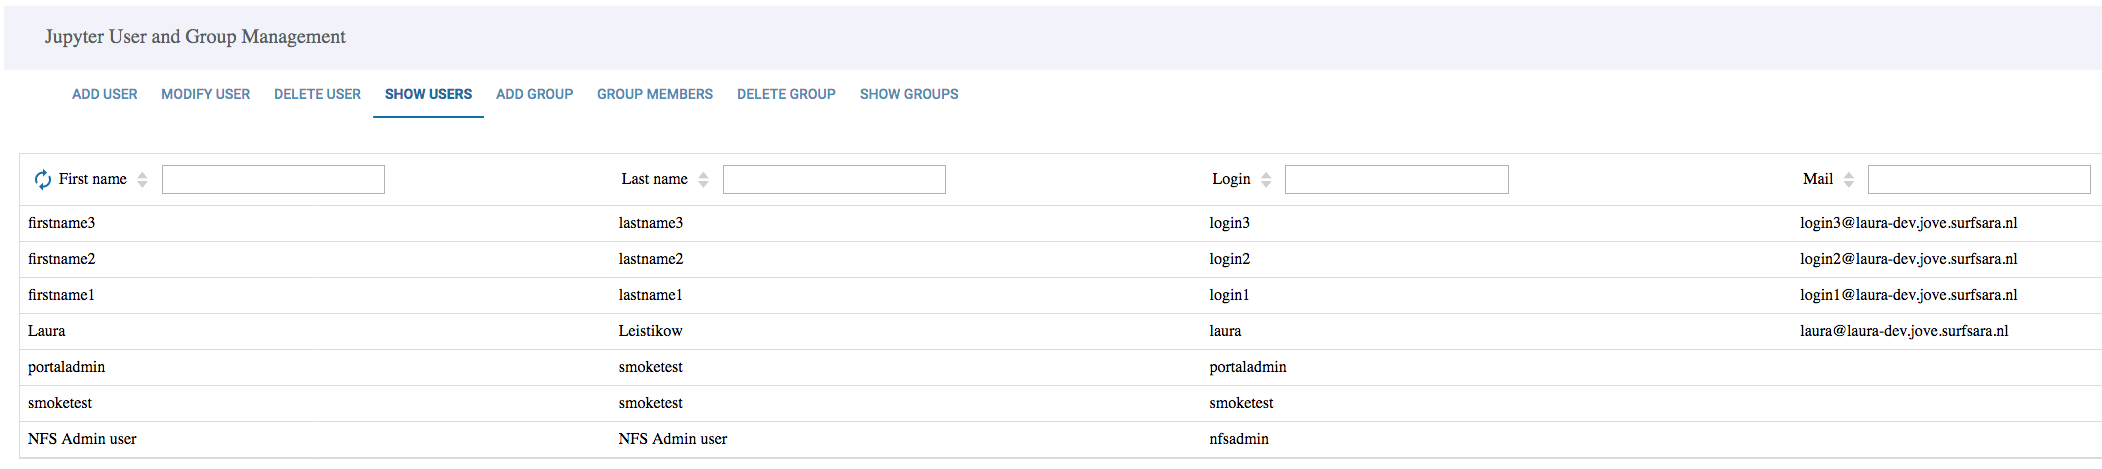 Jupyter User and Group Management
ADD USER MODIFY USER DELETE USER SHOW USERS ADD GROUP GROUP MEMBERS DELETE GROUP SHOW GROUPS
First name Last name Login Mail
firstname3 lastname3 login3 login3@laura-dev.jove.surfsara.nl
firstname2 lastname2 login2 login2@laura-dev.jove.surfsara.nl
firstname1 lastname1 login1 login1@laura-dev.jove.surfsara.nl
Laura Leistikow laura laura@laura-dev.jove.surfsara.nl
portaladmin smoketest portaladmin
smoketest smoketest smoketest
NFS Admin user NFS Admin user nfsadmin